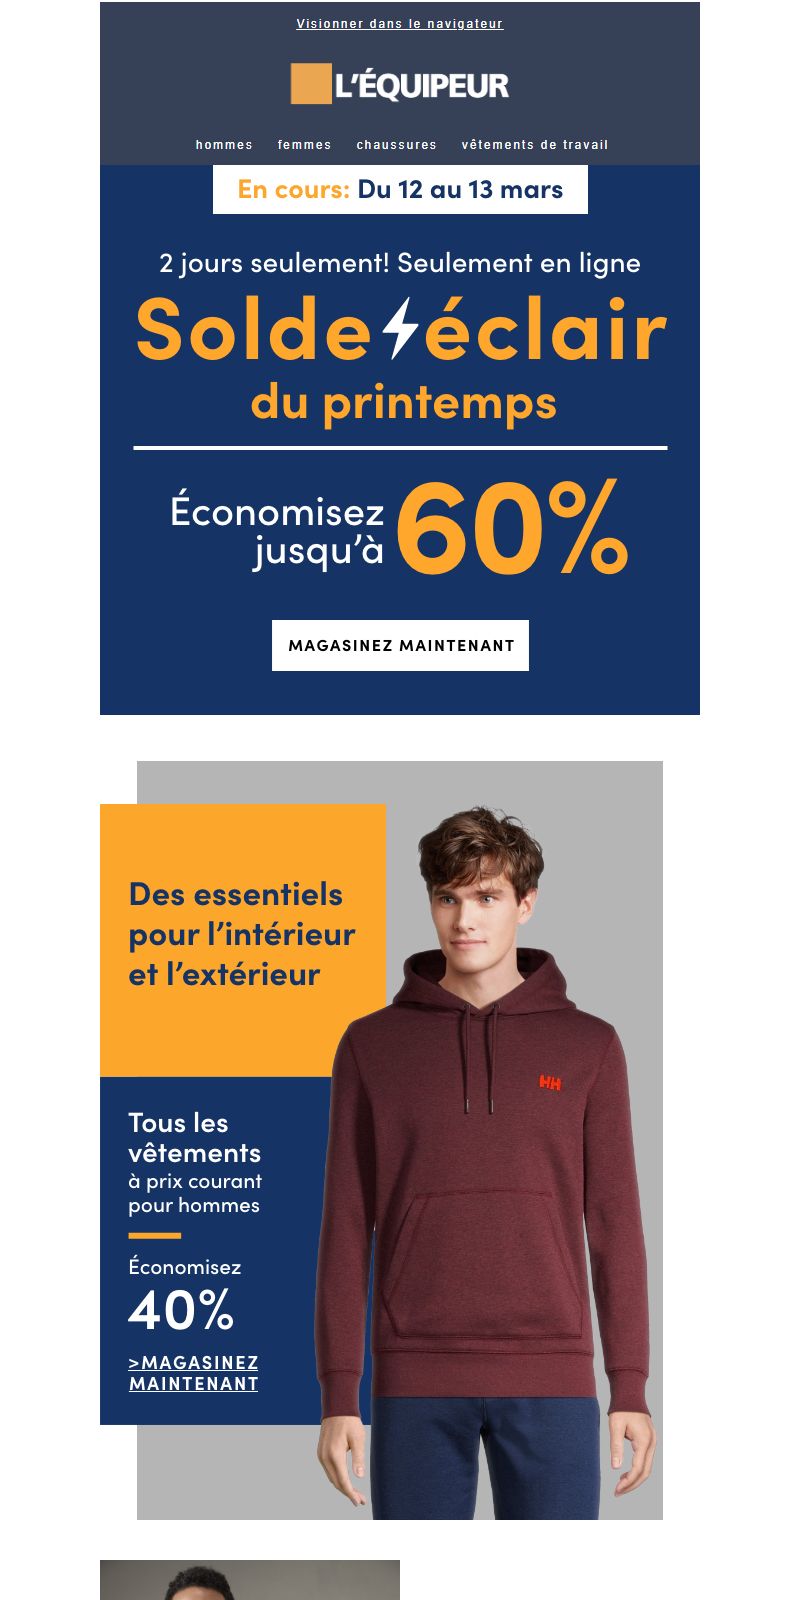 Visionner dans le navigateur
L'ÉQUIPEUR
hommes femmes chaussures vêtements de travail
En cours: Du 12 au 13 mars
2 jours seulement! Seulement en ligne
Solde éclair
du printemps
Économisez
jusqu'à 60%
MAGASINEZ MAINTENANT
Des essentiels
pour l'intérieur
et l'extérieur
HH
Tous les
vêtements
à prix courant
pour hommes
Économisez
40%
>MAGASINEZ
MAINTENANT